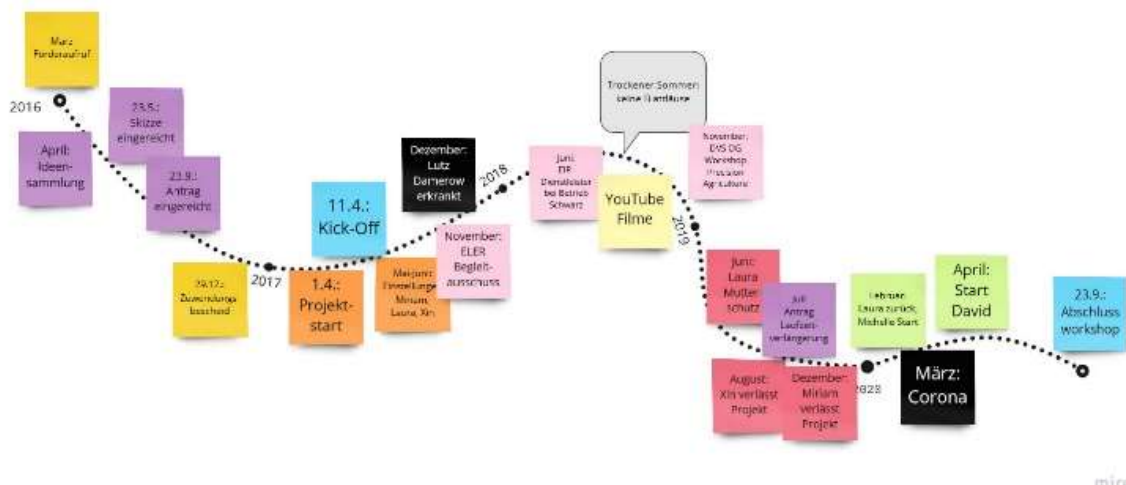 März
Förderaufruf
2016
April:
Ideen-
sammlung
23.5.:
Skizze
eingereicht
23.9.:
Antrag
eingereicht
29.12.:
Zuwendungs
bescheid
2017
1.4.:
Projekt-
start
11.4.:
Kick-Off
Mai-Juni:
Einstellungen
Miriam,
Laura, Xin
November:
ELER
Begleit-
ausschuss
Dezember:
Lutz
Damerow
erkrankt
2018
Juni:
EIP
Dienstleister
bei Betrieb
Schwarz
Trockener Sommer:
keine Blattläuse
YouTube
Filme
November:
DVS
Workshop
Precision
Agriculture
2019
Juni:
Laura
Mutter
schutz
Juli:
Antrag
Laufzeit
verlängerung
August:
Xin verlässt
Projekt
Dezember:
Miriam
verlässt
Projekt
2020
Februar:
Laura zurück,
Michelle Start
März:
Corona
April:
Start
David
23.9.:
Abschluss
workshop